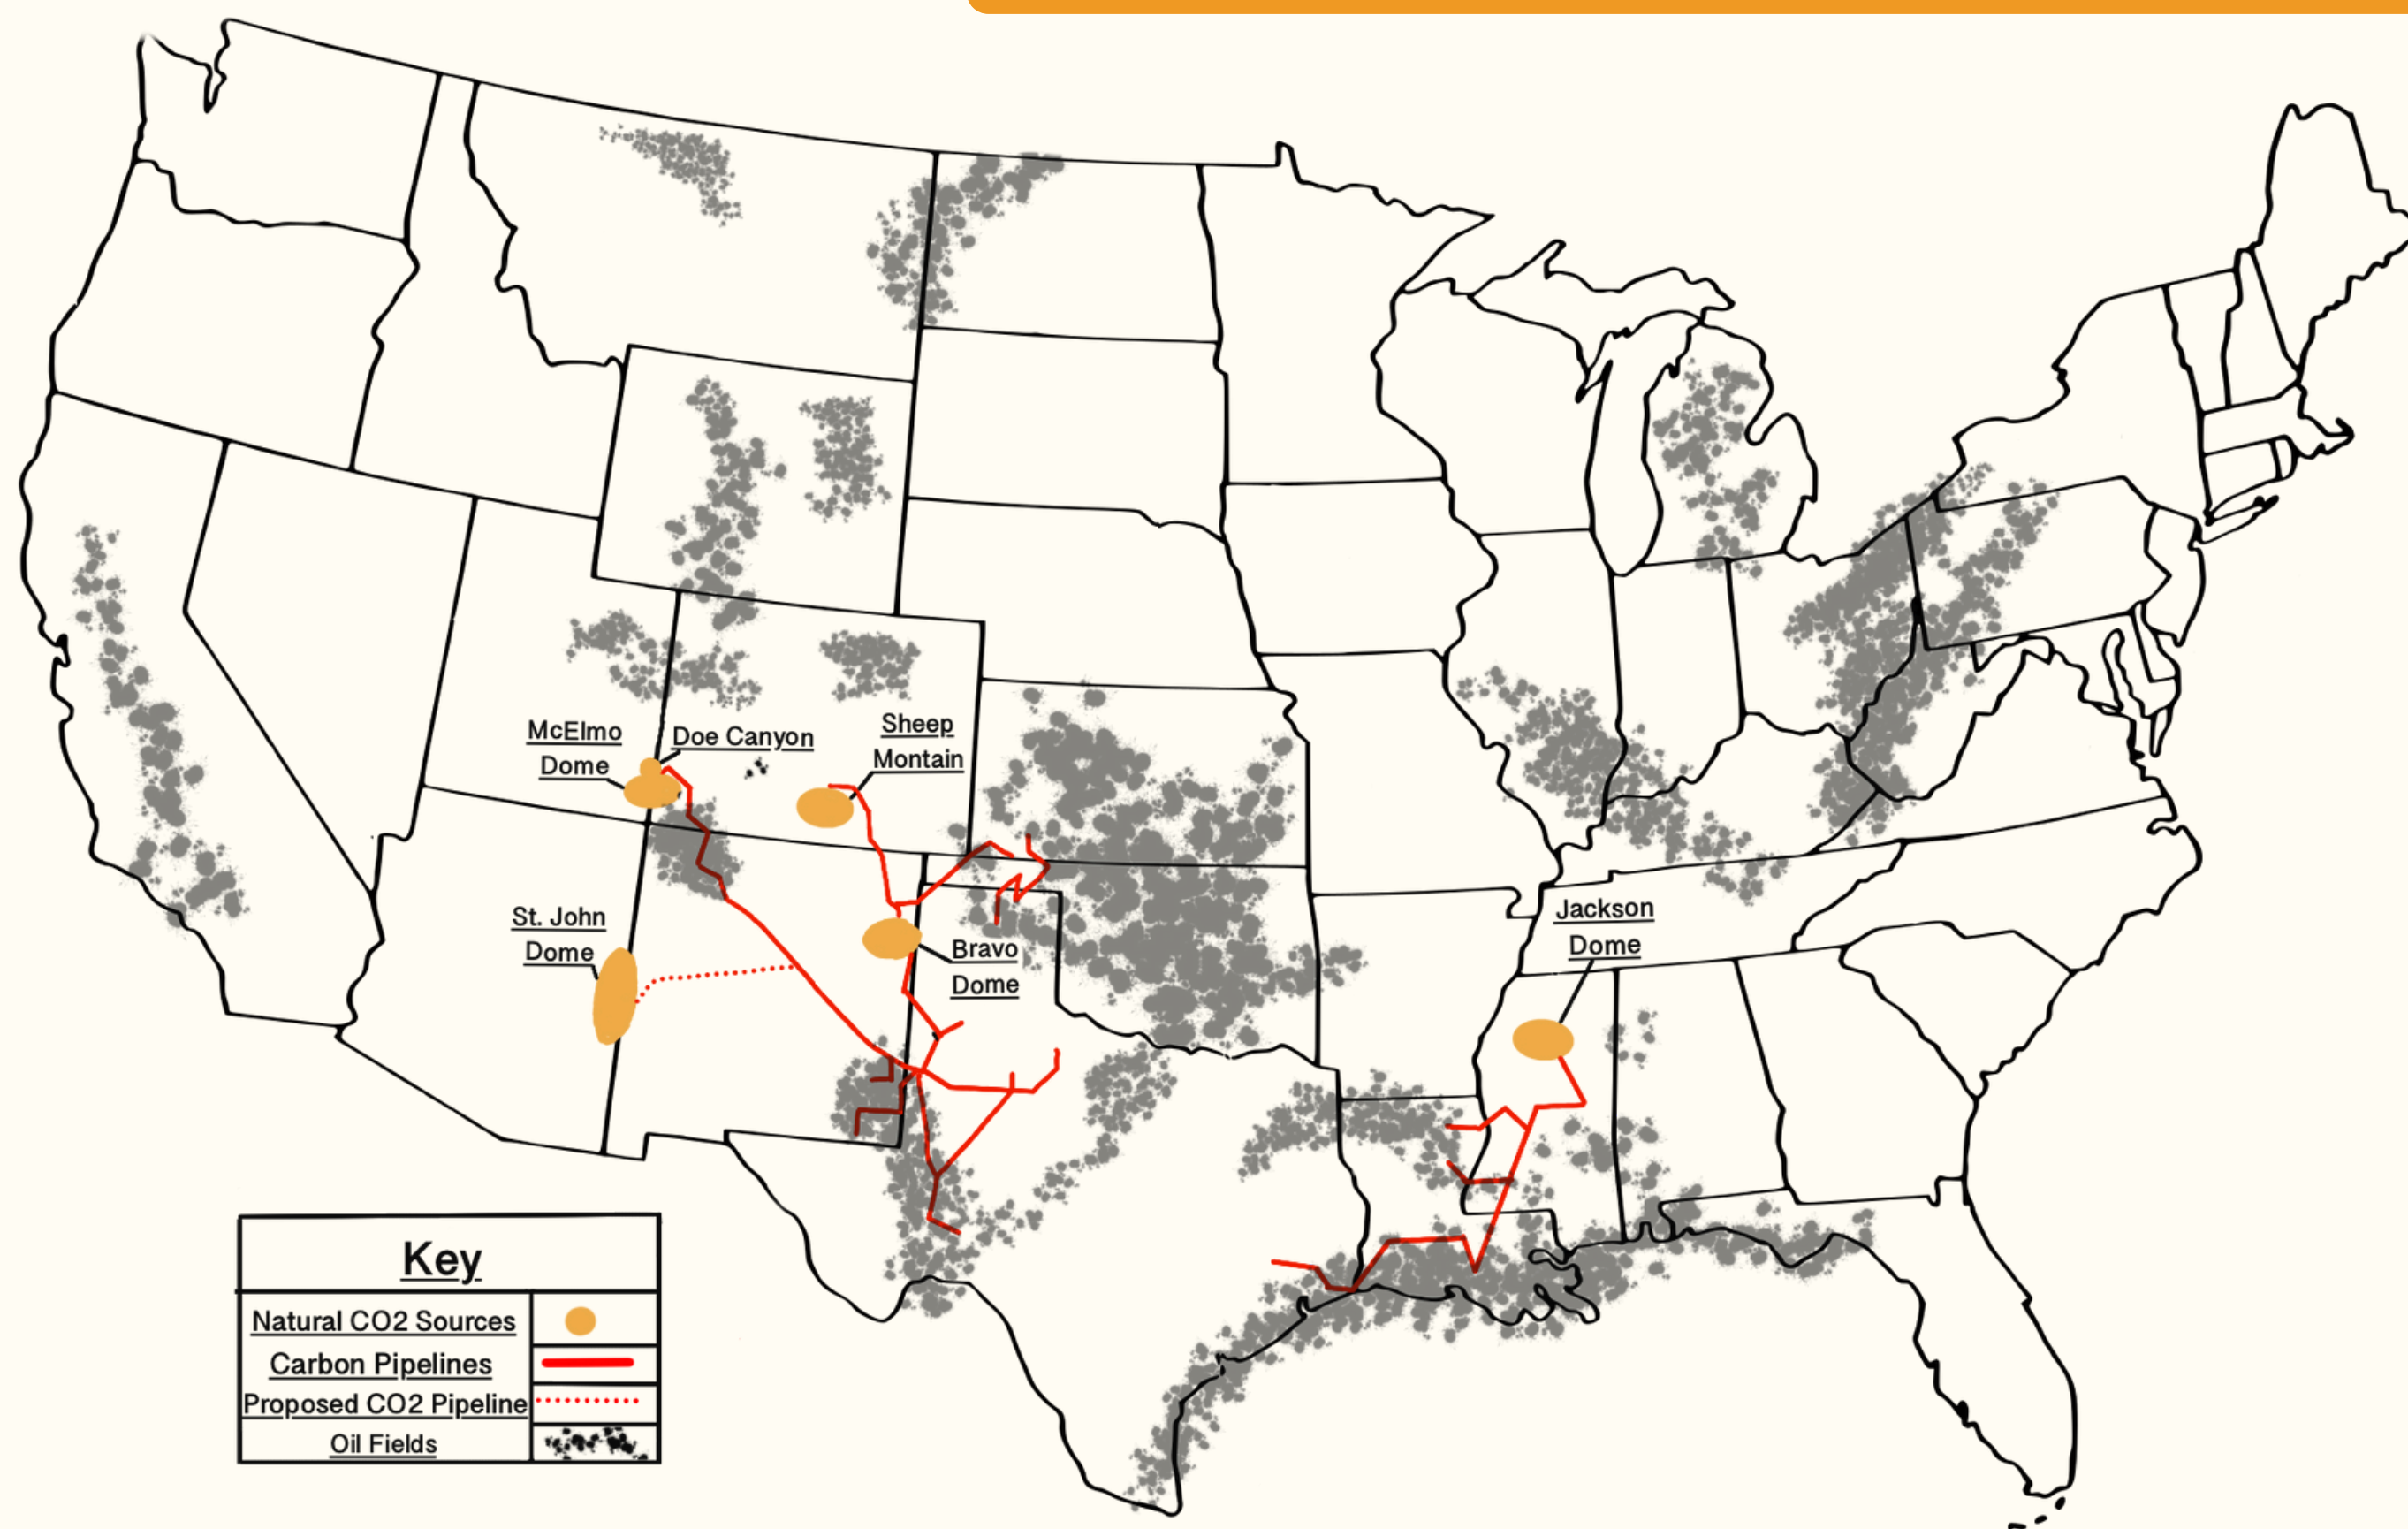 McElmo
Dome
Doe Canyon
Sheep
Montain
St. John
Dome
Bravo
Dome
Jackson
Dome
Key
Natural CO2 Sources
Carbon Pipelines
Proposed CO2 Pipeline
Oil Fields